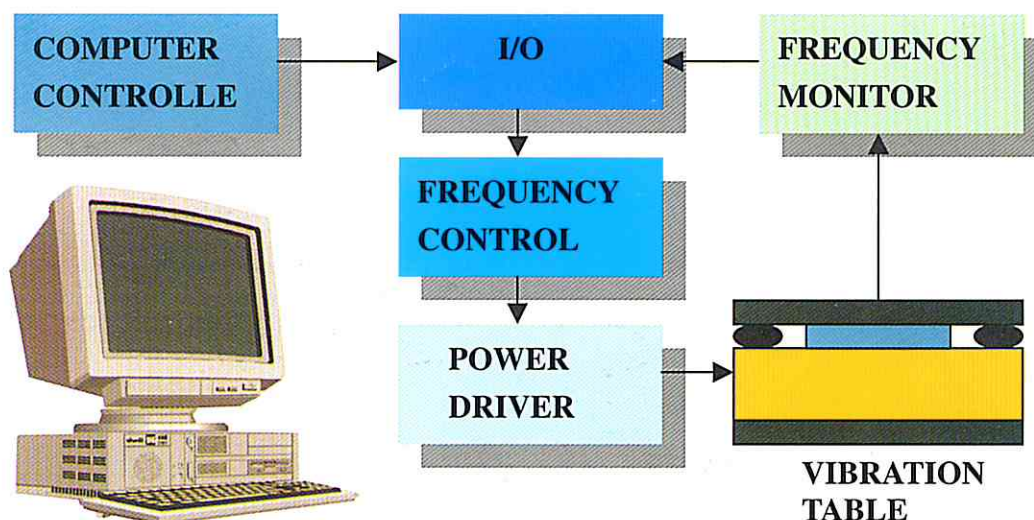 COMPUTER
CONTROLLE
I/O
FREQUENCY
MONITOR
FREQUENCY
CONTROL
POWER
DRIVER
VIBRATION
TABLE